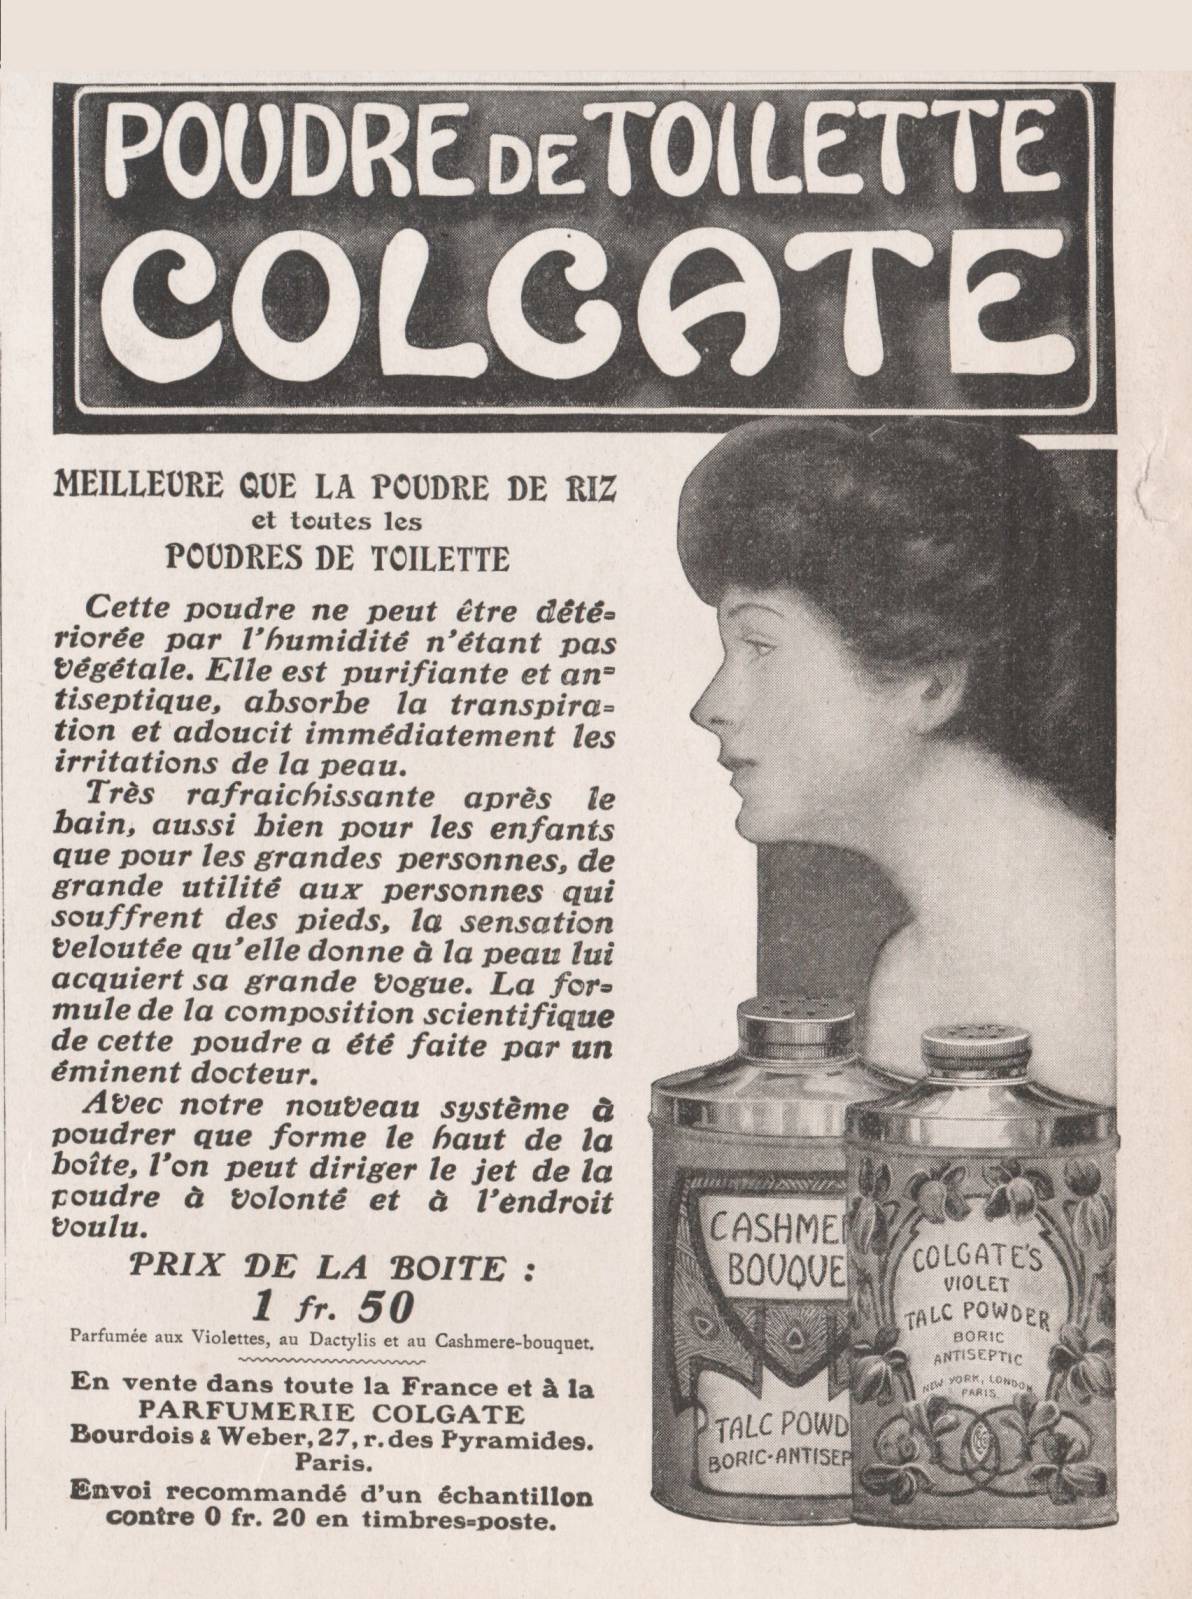 POUDRE DE TOILETTE
COLGATE
MEILLEURE QUE LA POUDRE DE RIZ
et toutes les
POUDRES DE TOILETTE
Cette poudre ne peut être dété=
riorée par l'humidité n'étant pas
végétale. Elle est purifiante et an=
tiseptique, absorbe la transpira=
tion et adoucit immédiatement les
irritations de la peau.
Très rafraichissante après le
bain, aussi bien pour les enfants
que pour les grandes personnes, de
grande utilité aux personnes qui
souffrent des pieds, la sensation
veloutée qu'elle donne à la peau lui
acquiert sa grande vogue. La for=
mule de la composition scientifique
de cette poudre a été faite par un
éminent docteur.
Avec notre nouveau système à
poudrer que forme le haut de la
boîte, l'on peut diriger le jet de la
poudre à volonté et à l'èndroit
voulu.
PRIX DE LA BOITE :
1 fr. 50
Parfumée aux Violettes, au Dactylis et au Cashmere-bouquet.
En vente dans toute la France et à la
PARFUMERIE COLGATE
Bourdois & Weber, 27, r. des Pyramides.
Paris.
Envoi recommandé d'un échantillon
contre 0 fr. 20 en timbres=poste.
CASHMER
BOUQUE
TALC POWD
BORIC-ANTISEP
COLGATE'S
VIOLET
TALC POWDER
BORIC
ANTISEPTIC
NEW YORK, LONDON
PARIS